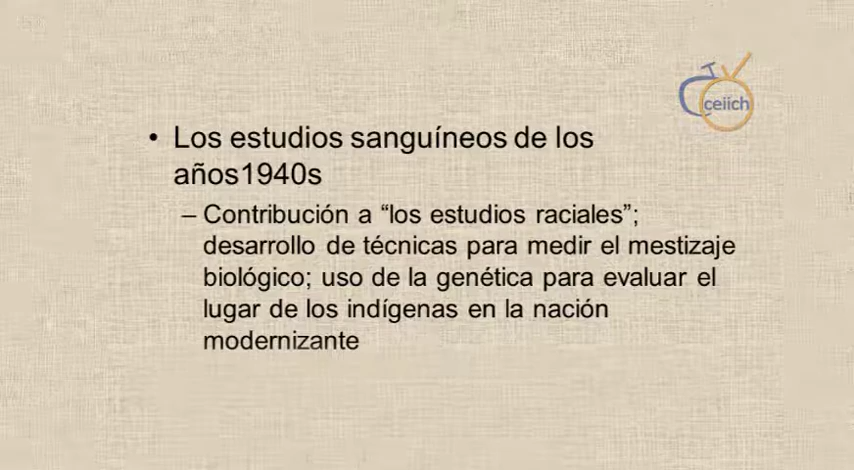 ceiich
• Los estudios sanguíneos de los
años1940s
– Contribución a “los estudios raciales”;
desarrollo de técnicas para medir el mestizaje
biológico; uso de la genética para evaluar el
lugar de los indígenas en la nación
modernizante